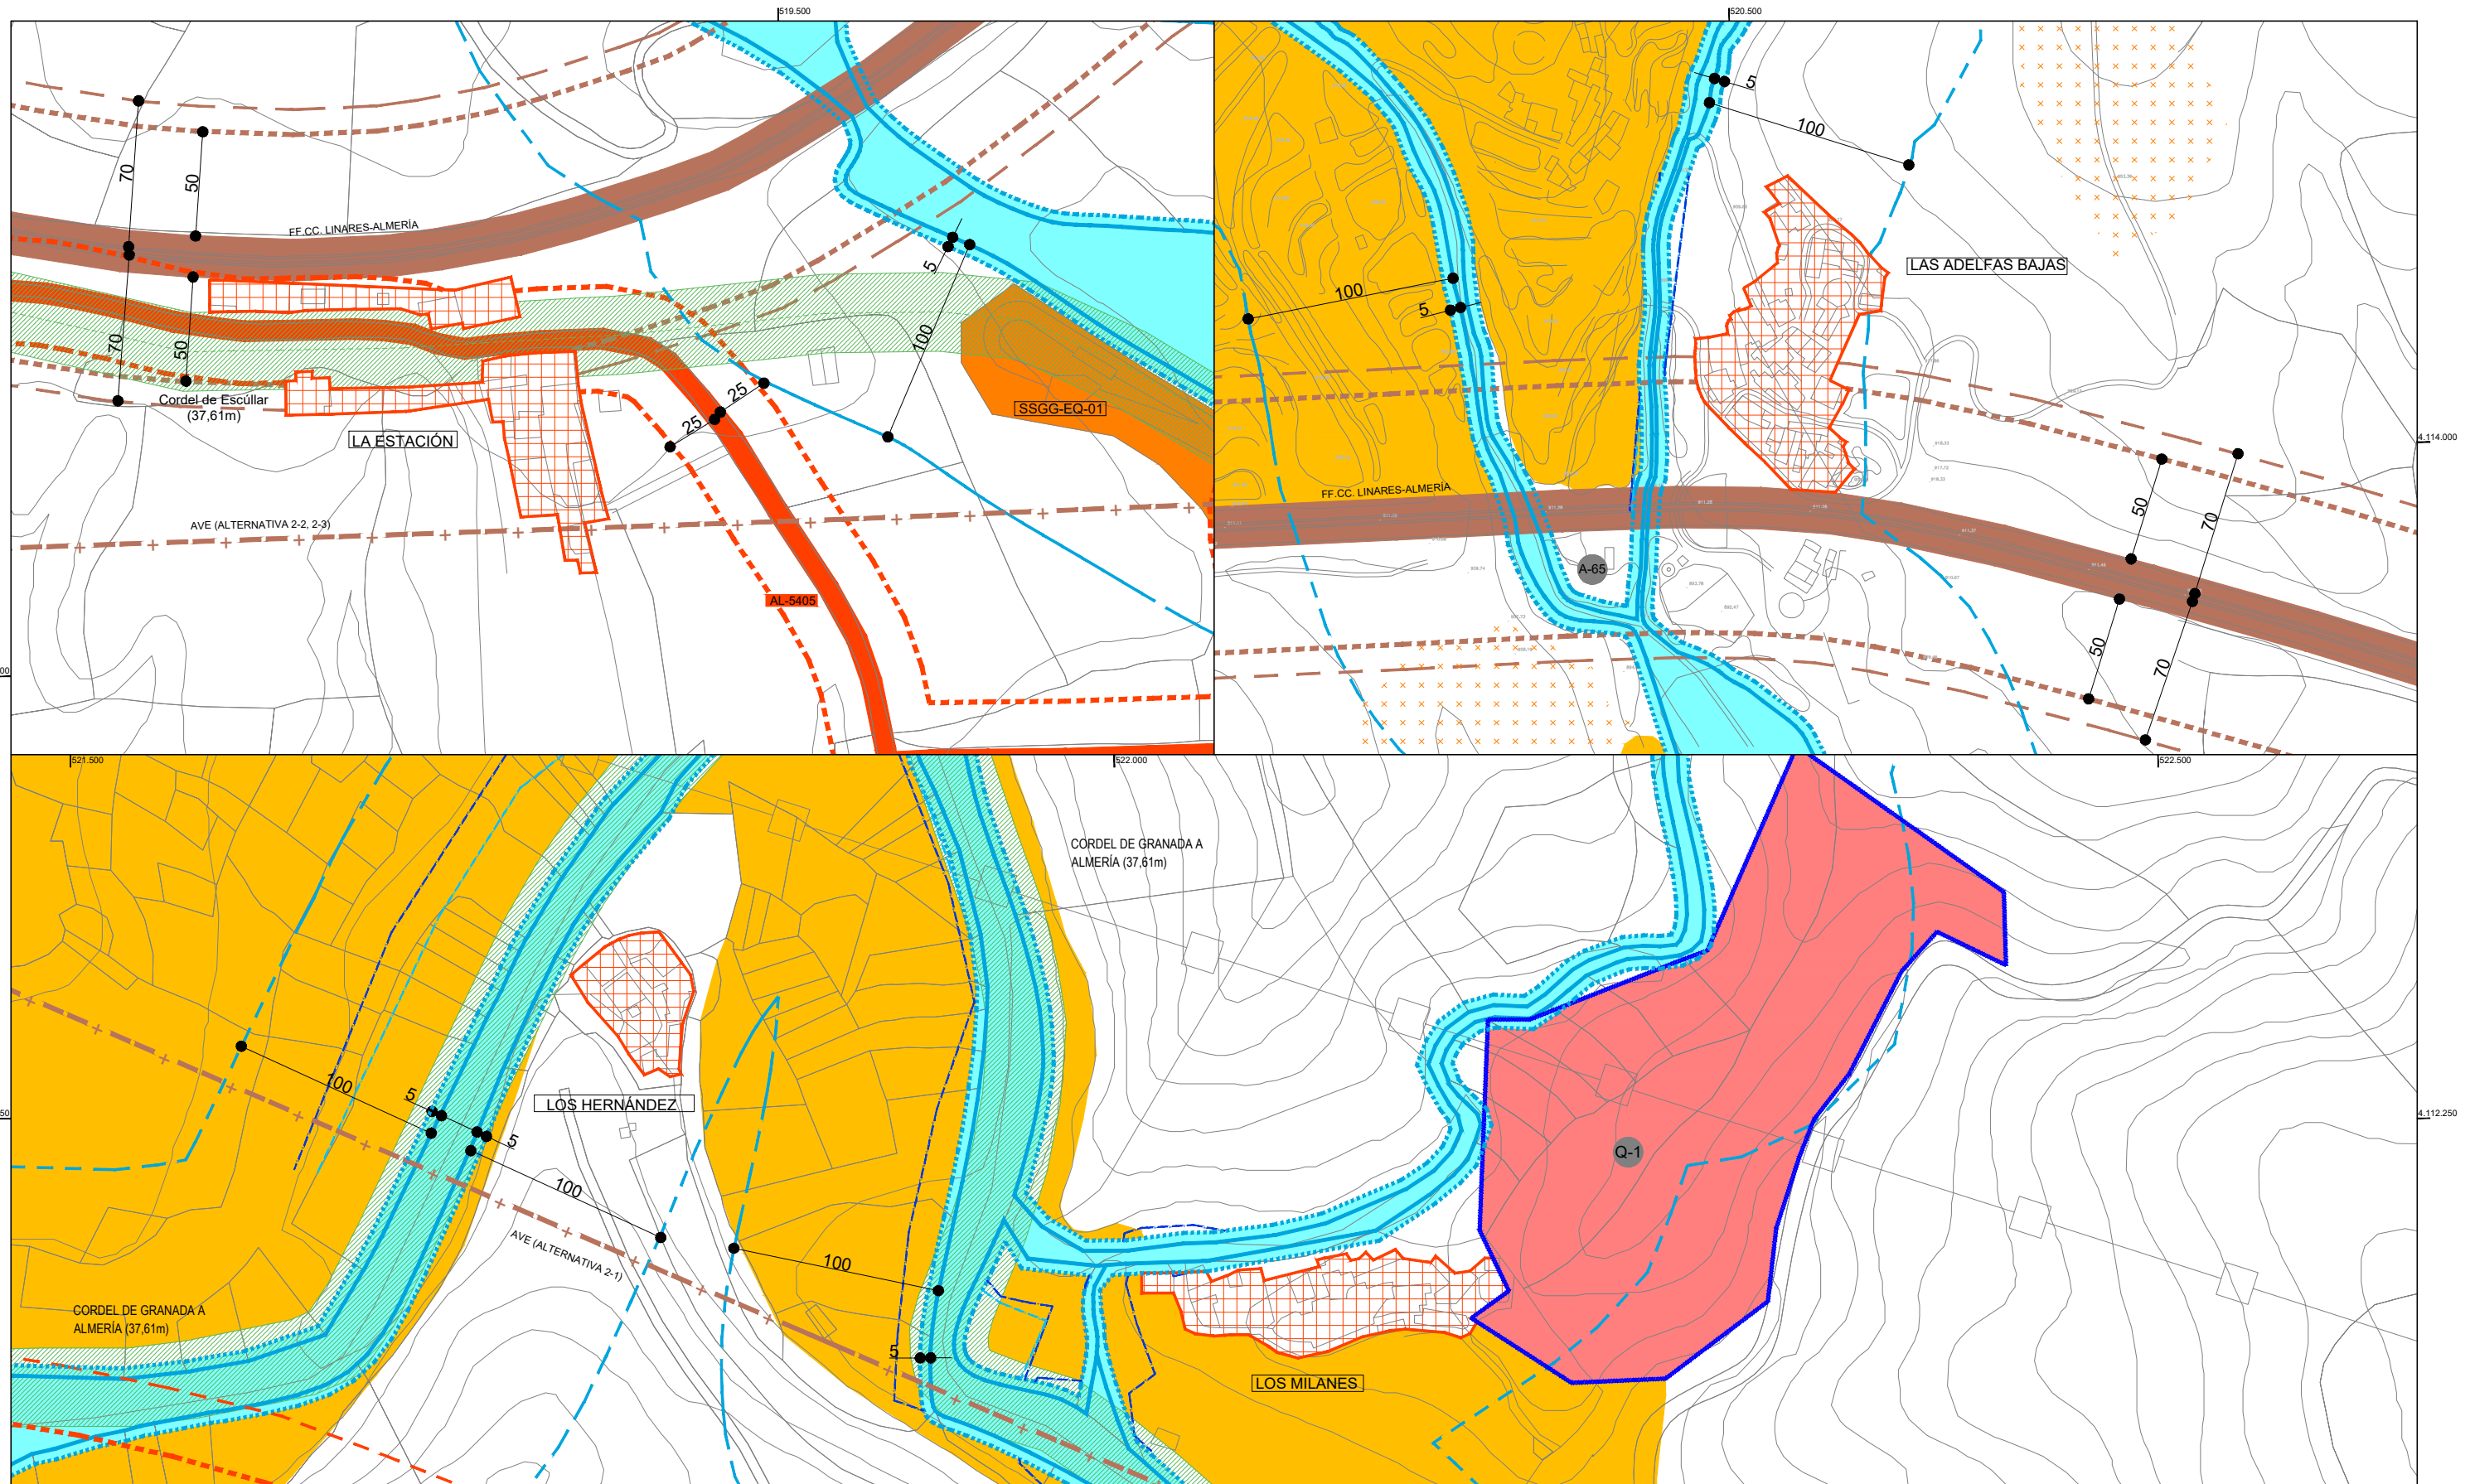 519.500
520.500
70
50
FF.CC. LINARES-ALMERÍA
5
100
70
50
Cordel de Escúllar
(37,61m)
LA ESTACIÓN
25
25
SSGG-EQ-01
AVE (ALTERNATIVA 2-2, 2-3)
AL-5405
5
100
100
5
LAS ADELFAS BAJAS
4.114.000
FF.CC. LINARES-ALMERÍA
A-65
50
70
50
70
521.500
522.000
522.500
CORDEL DE GRANADA A
ALMERÍA (37,61m)
100
5
5
LOS HERNÁNDEZ
100
4.112.250
Q-1
AVE (ALTERNATIVA 2-1)
100
CORDEL DE GRANADA A
ALMERÍA (37,61m)
5
LOS MILANES